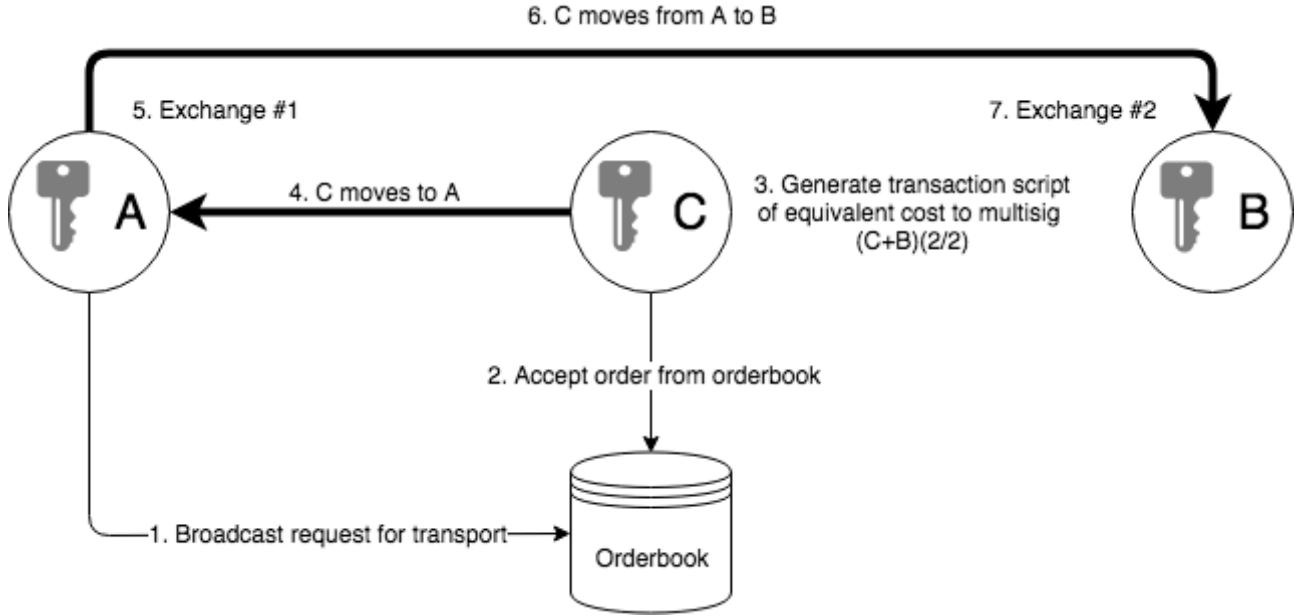 6. C moves from A to B
5. Exchange #1
7. Exchange #2
A
4. C moves to A
C
3. Generate transaction script
of equivalent cost to multisig
(C+B)(2/2)
B
2. Accept order from orderbook
1. Broadcast request for transport
Orderbook